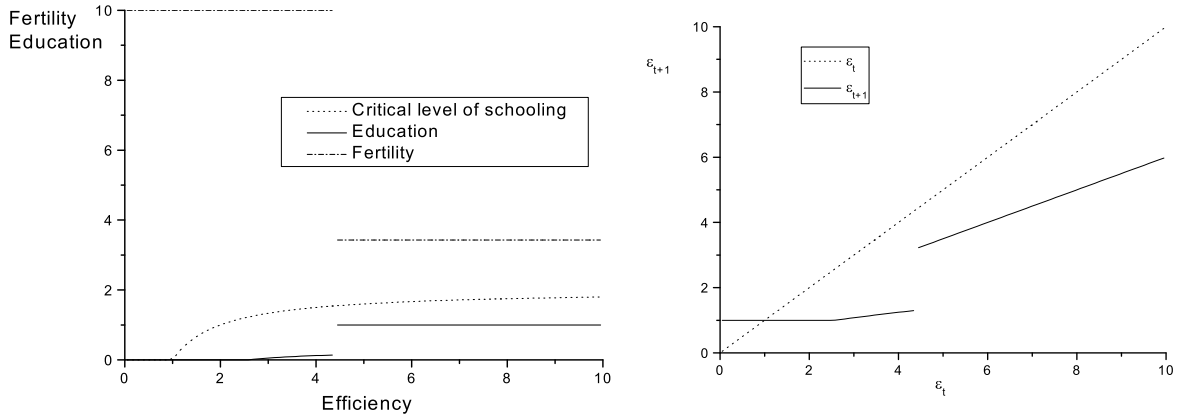 Fertility
Education
10
8
6
4
2
0
Critical level of schooling
Education
Fertility
0 2 4 6 8 10
Efficiency
ε t+1
10
8
6
4
2
0
ε t
ε t+1
0 2 4 6 8 10
ε t